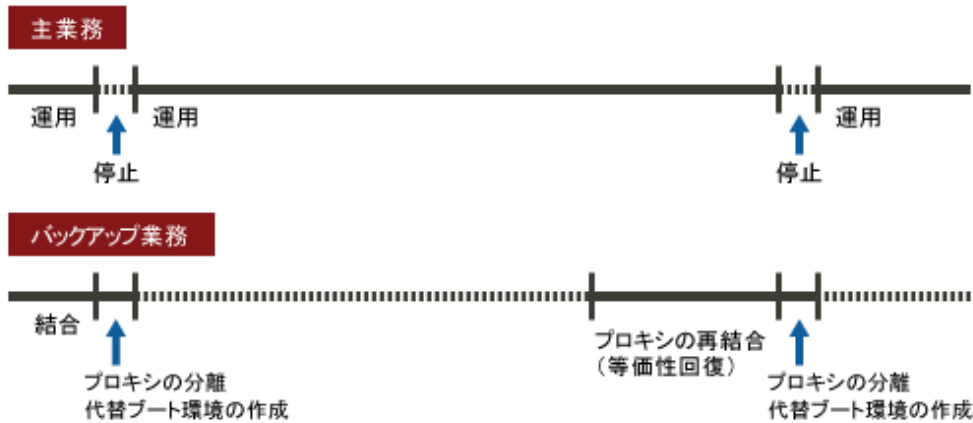 主業務
運用
運用
運用
停止
停止
バックアップ業務
結合
プロキシの再結合
（等価性回復）
プロキシの分離
代替ブート環境の作成
プロキシの分離
代替ブート環境の作成